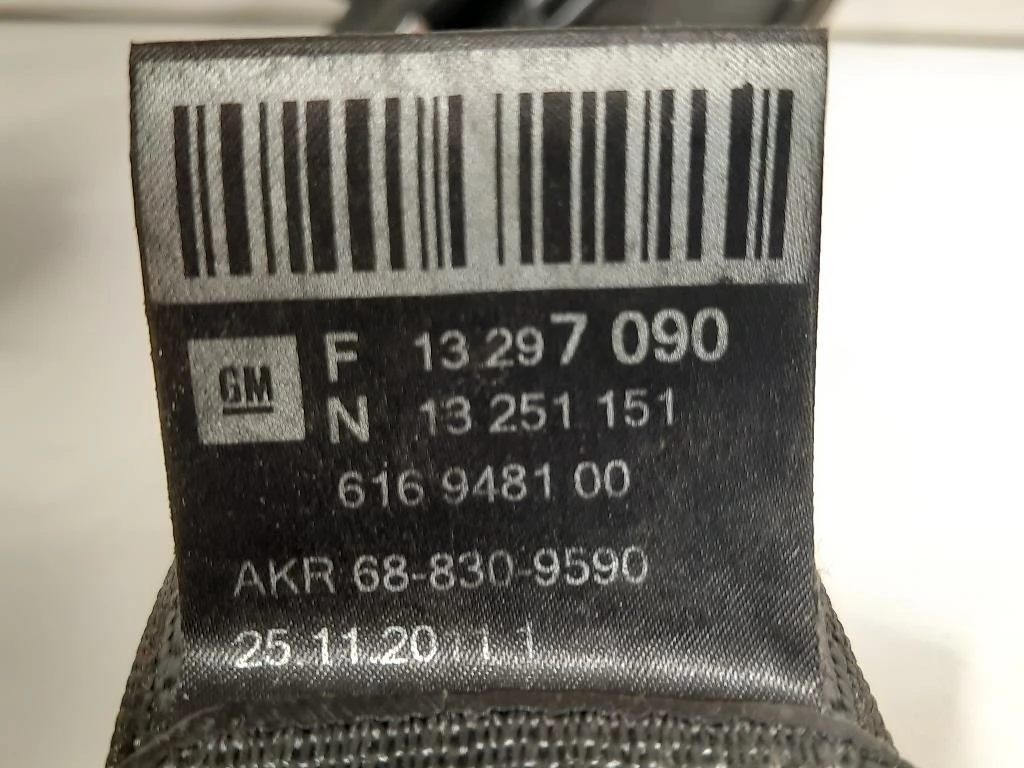 GM
F 13 297 090
N 13 251 151
616 9481 00
AKR 68-830-9590
25.11.20